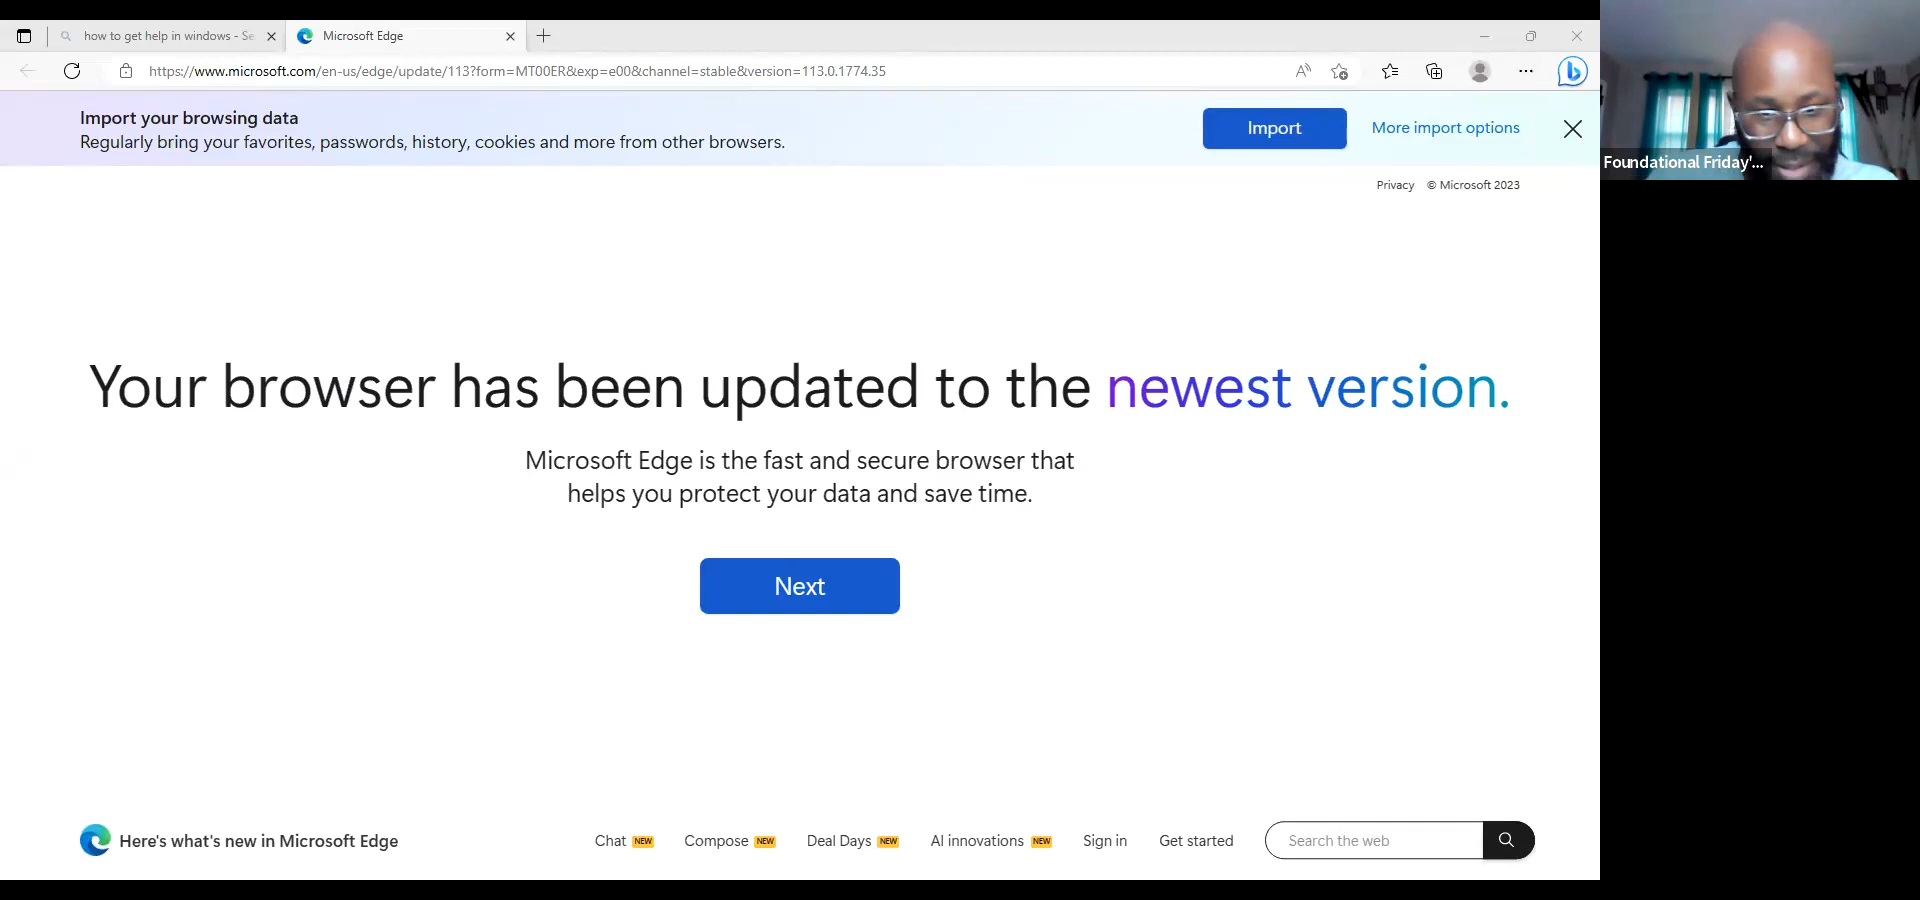 how to get help in windows - Se
Microsoft Edge
https://www.microsoft.com/en-us/edge/update/113?form=MT00ER&exp=e00&channel=stable&version=113.0.1774.35
Import your browsing data
Regularly bring your favorites, passwords, history, cookies and more from other browsers.
Import
More import options
Foundational Friday'...
Privacy © Microsoft 2023
Your browser has been updated to the newest version.
Microsoft Edge is the fast and secure browser that
helps you protect your data and save time.
Next
Here's what's new in Microsoft Edge
Chat NEW
Compose NEW
Deal Days NEW
AI innovations NEW
Sign in
Get started
Search the web